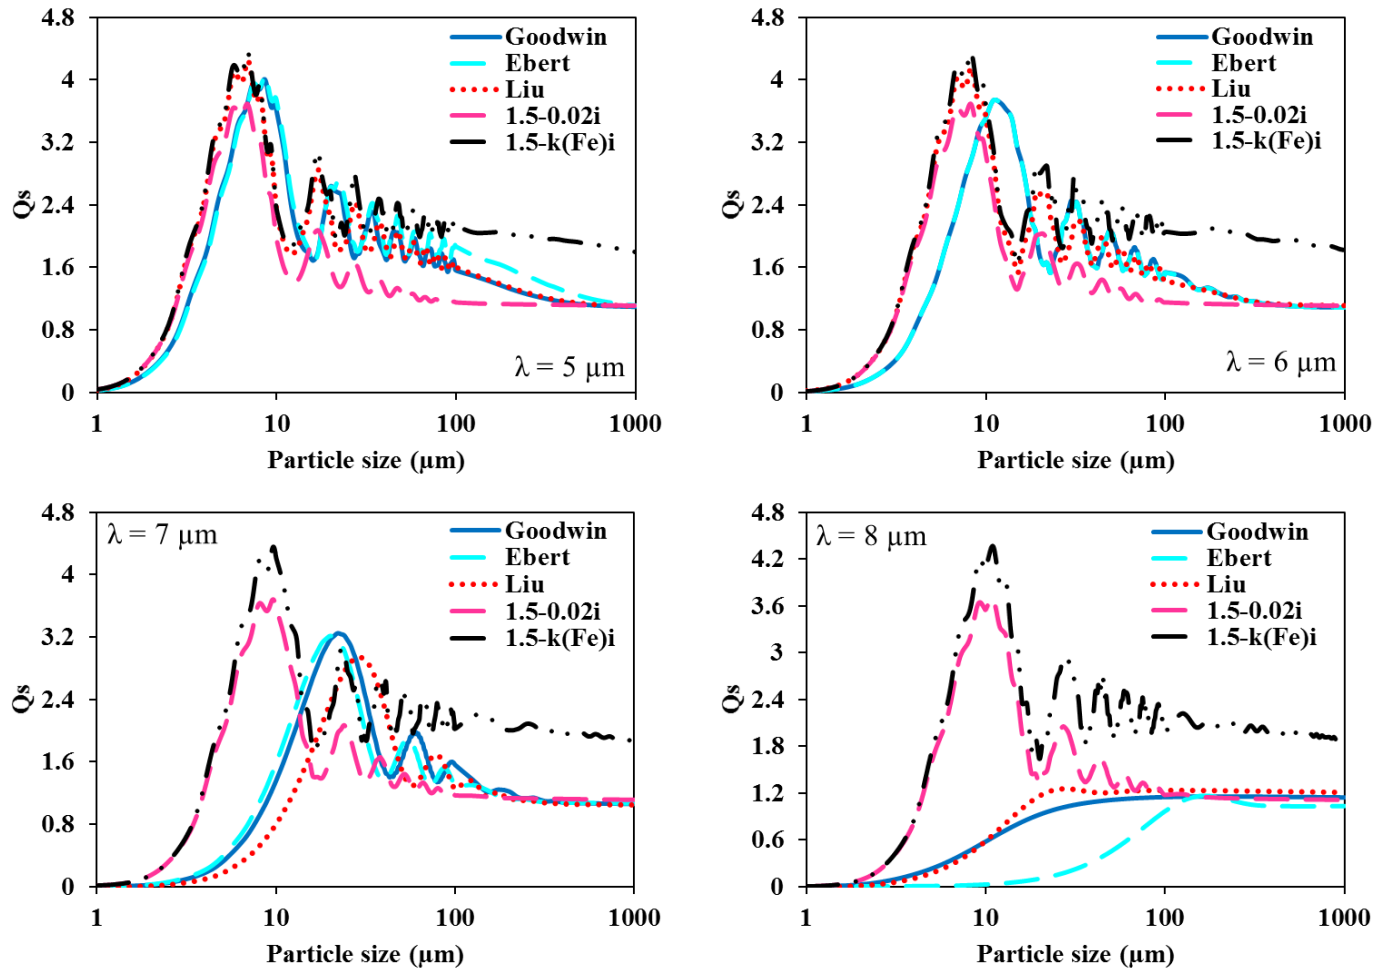 4.8
4
3.2
2.4
1.6
0.8
0
Qs
Goodwin
Ebert
Liu
1.5-0.02i
1.5-k(Fe)i
λ = 5 µm
1 10 100 1000
Particle size (µm)
4.8
4
3.2
2.4
1.6
0.8
0
Qs
Goodwin
Ebert
Liu
1.5-0.02i
1.5-k(Fe)i
λ = 6 µm
1 10 100 1000
Particle size (µm)
4.8
4
3.2
2.4
1.6
0.8
0
Qs
λ = 7 µm
Goodwin
Ebert
Liu
1.5-0.02i
1.5-k(Fe)i
1 10 100 1000
Particle size (µm)
4.8
4.2
3.6
3
2.4
1.8
1.2
0.6
0
Qs
λ = 8 µm
Goodwin
Ebert
Liu
1.5-0.02i
1.5-k(Fe)i
1 10 100 1000
Particle size (µm)